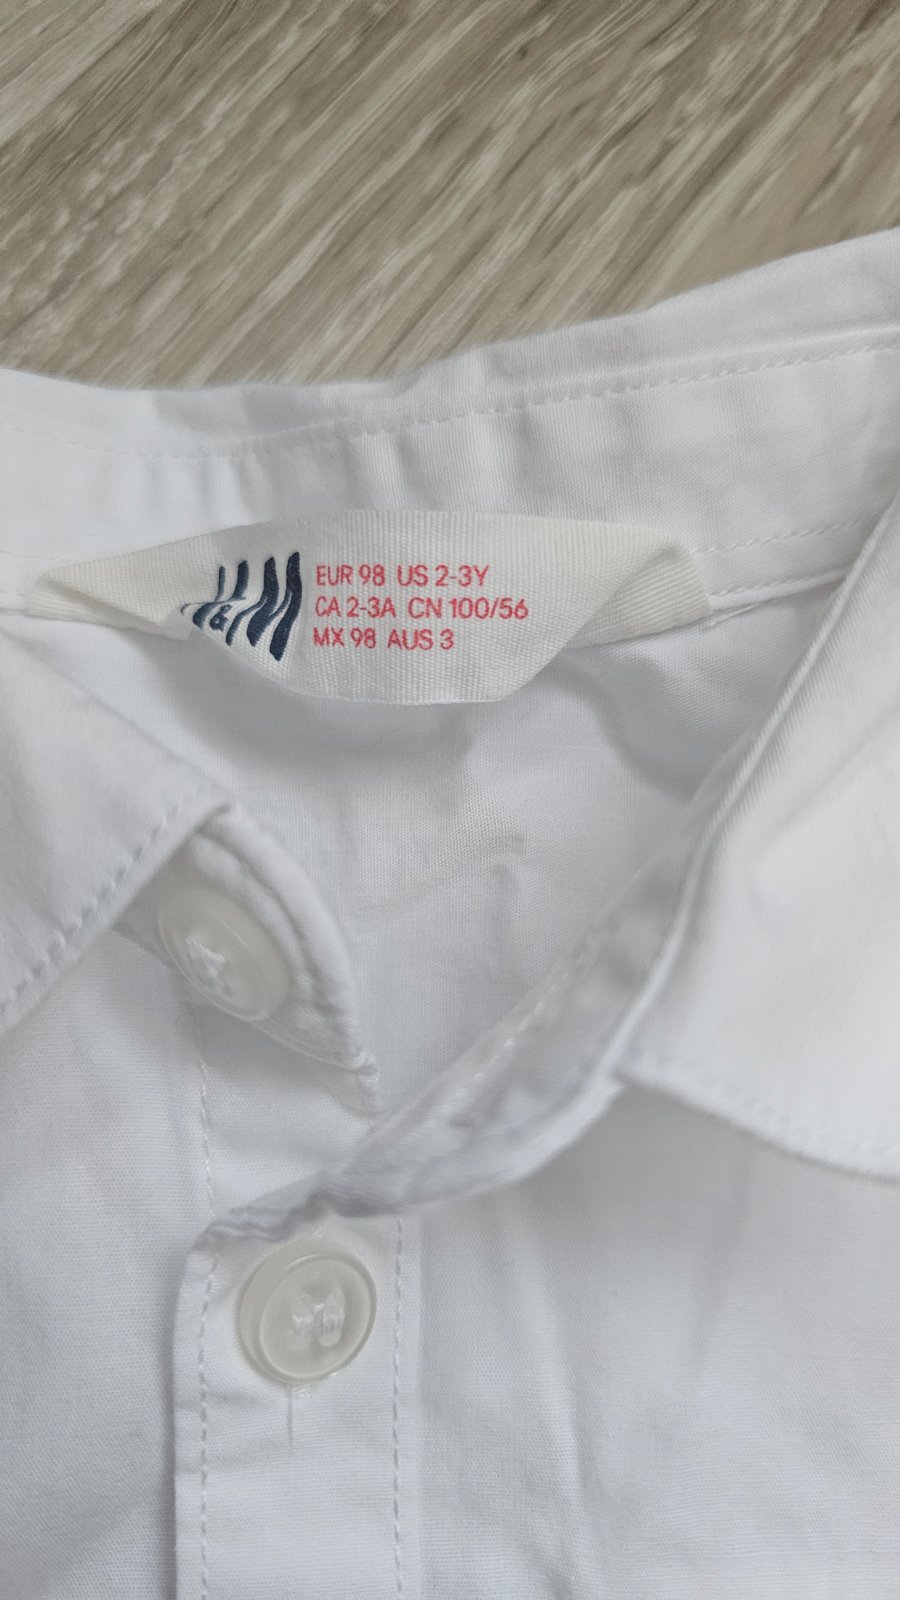 H&M
EUR 98 US 2-3Y
CA 2-3A CN 100/56
MX 98 AUS 3